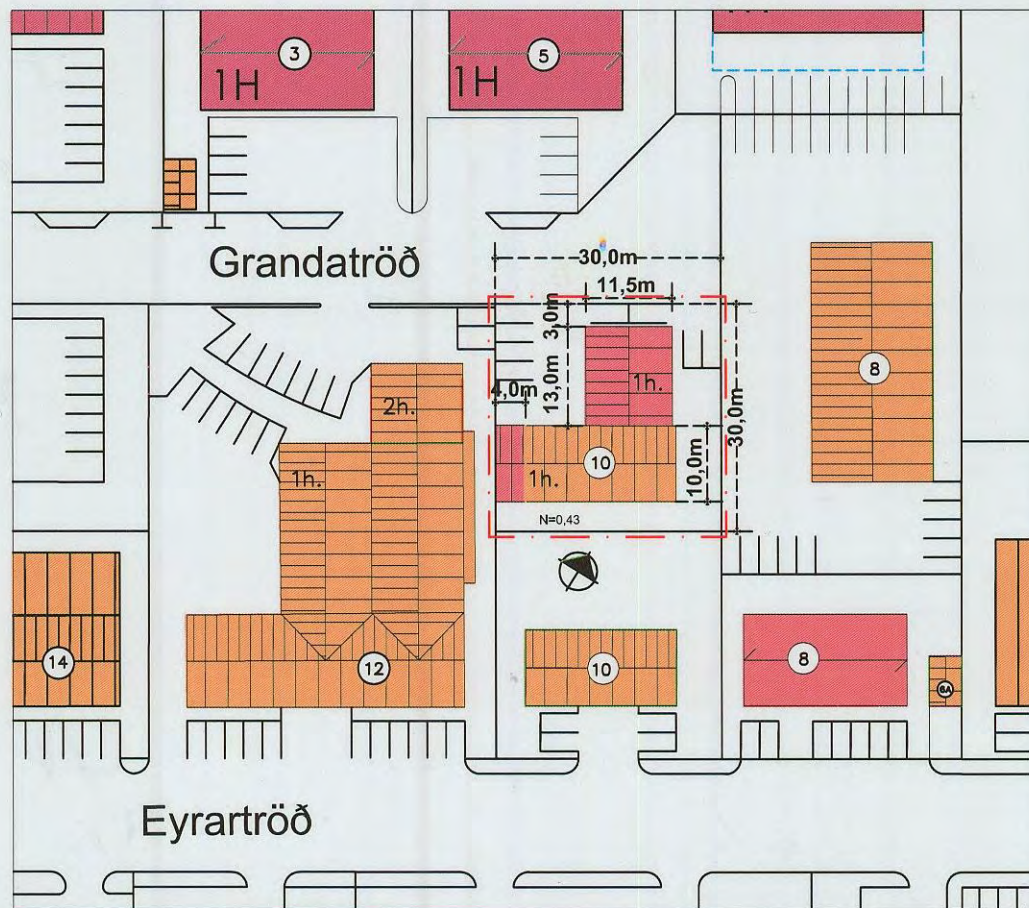 3
5
1H
1H
Grandatröð
30,0m
11,5m
3,0m
13,0m
4,0m
1h.
30,0m
8
2h.
1h.
10
1h.
10,0m
N=0,43
14
12
10
8
6A
Eyrartröð